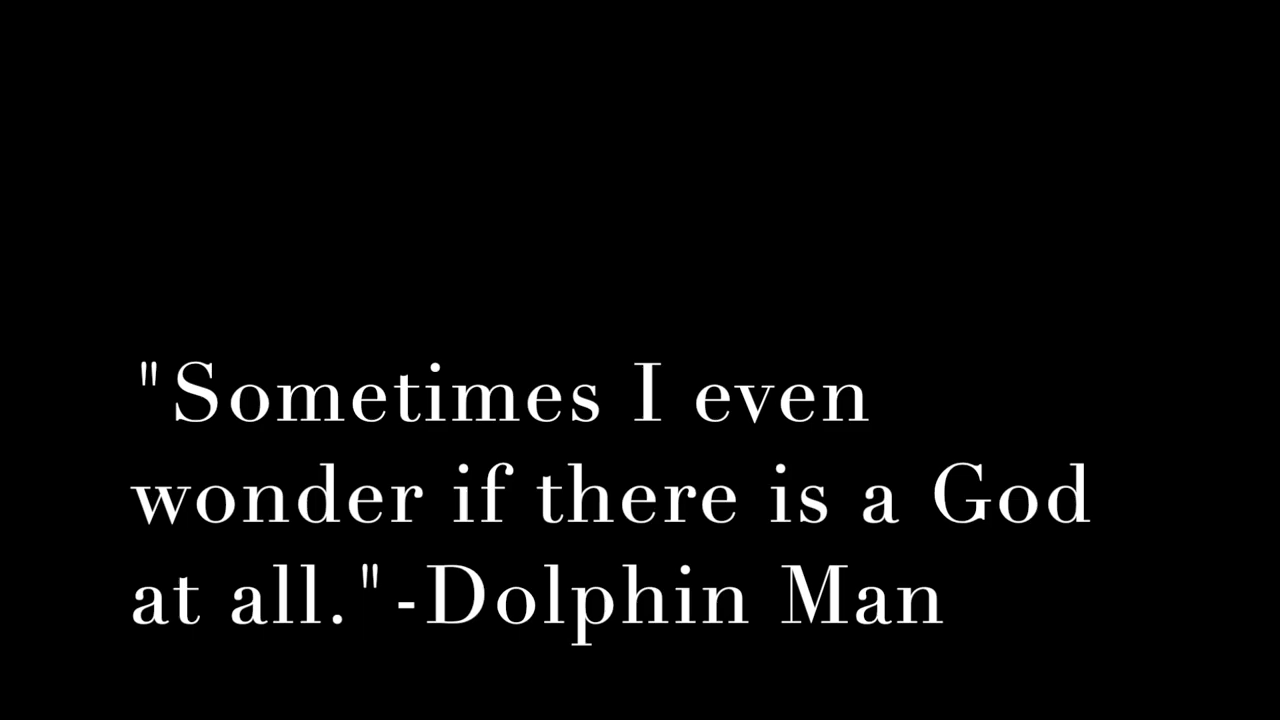 "Sometimes I even
wonder if there is a God
at all."-Dolphin Man